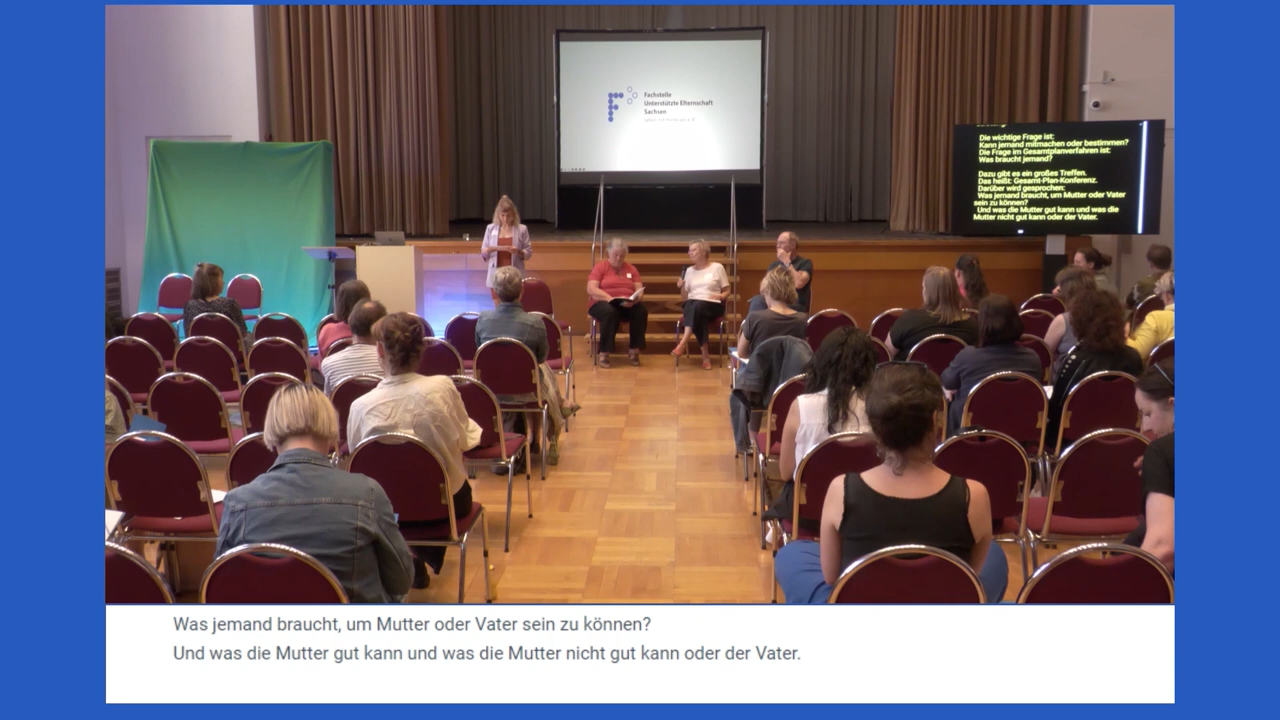 Fachstelle
Unterstützte Elternschaft
Sachsen
Die wichtige Frage ist:
Kann jemand mitmachen oder bestimmen?
Die Frage im Gesamtplanverfahren ist:
Was braucht jemand?
Dazu gibt es ein großes Treffen.
Das heißt: Gesamt-Plan-Konferenz.
Darüber wird gesprochen:
Was jemand braucht, um Mutter oder Vater
sein zu können?
Und was die Mutter gut kann und was die
Mutter nicht gut kann oder der Vater.
Was jemand braucht, um Mutter oder Vater sein zu können?
Und was die Mutter gut kann und was die Mutter nicht gut kann oder der Vater.